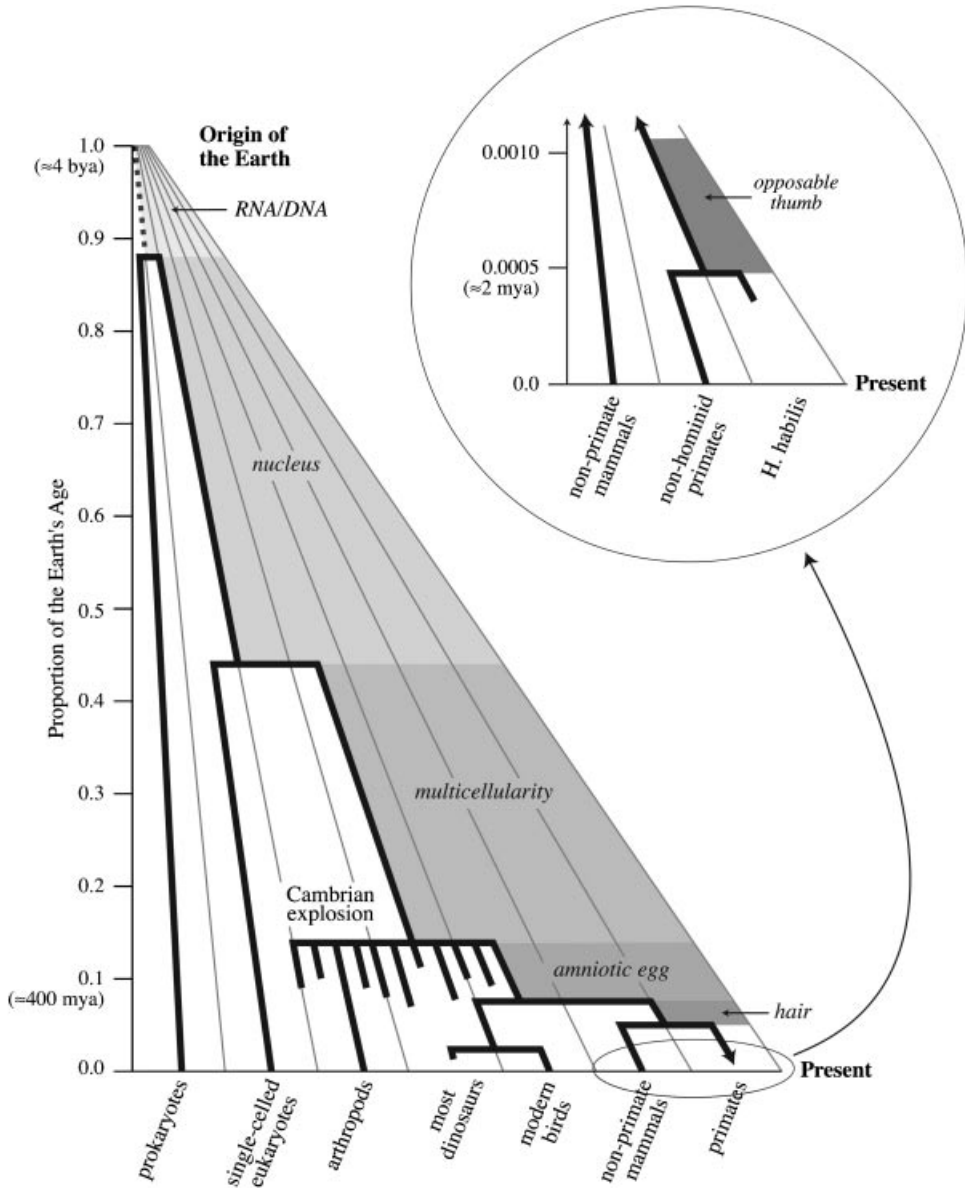 Origin of
the Earth
1.0
(≈4 bya)
RNA/DNA
0.9
0.8
0.7
nucleus
0.6
Proportion of the Earth's Age
0.5
0.4
0.3
multicellularity
0.2
Cambrian
explosion
amniotic egg
0.1
(≈400 mya)
hair
0.0
Present
prokaryotes
single-celled
eukaryotes
arthropods
most
dinosaurs
modern
birds
non-primate
mammals
primates
0.0010
opposable
thumb
0.0005
(≈2 mya)
0.0
Present
non-primate
mammals
non-hominid
primates
H. habilis